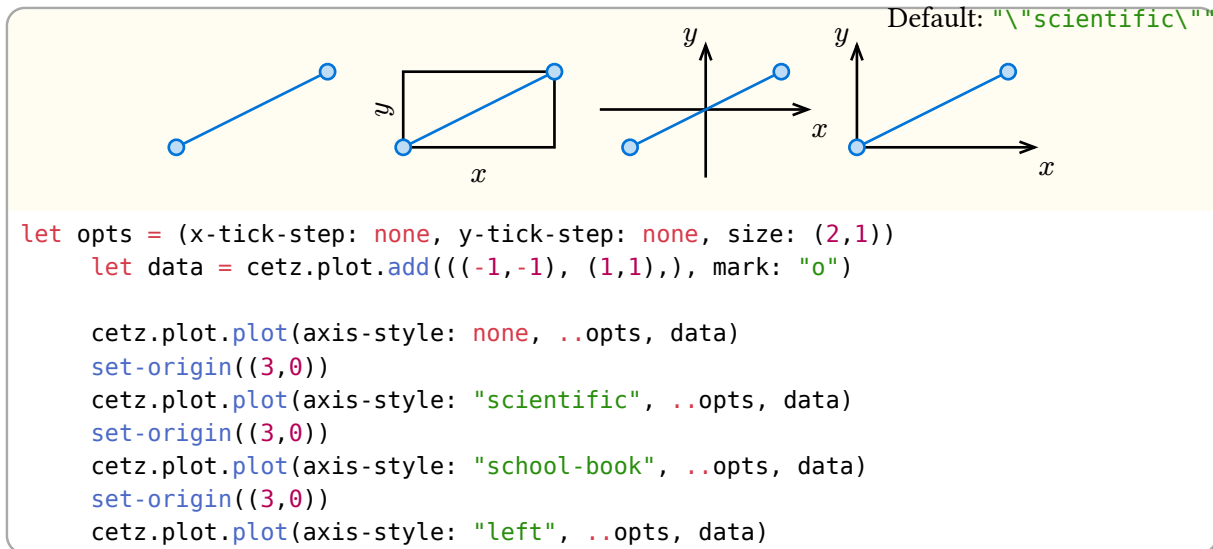 Default: "\"scientific\""
y
x
y
x
y
x
let opts = (x-tick-step: none, y-tick-step: none, size: (2,1))
     let data = cetz.plot.add(((-1,-1), (1,1),), mark: "o")

     cetz.plot.plot(axis-style: none, ..opts, data)
     set-origin((3,0))
     cetz.plot.plot(axis-style: "scientific", ..opts, data)
     set-origin((3,0))
     cetz.plot.plot(axis-style: "school-book", ..opts, data)
     set-origin((3,0))
     cetz.plot.plot(axis-style: "left", ..opts, data)